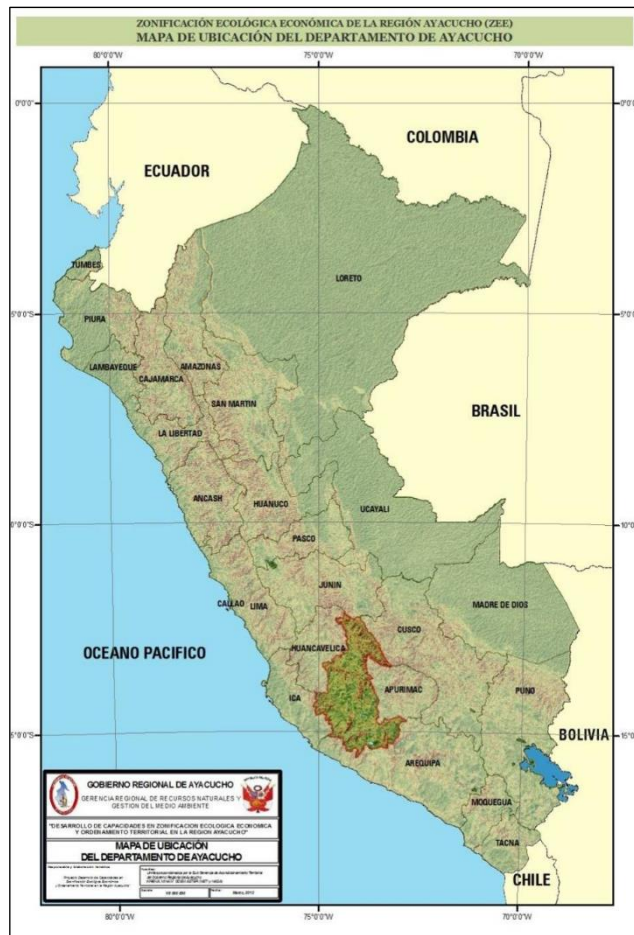 ZONIFICACIÓN ECOLÓGICA ECONÓMICA DE LA REGIÓN AYACUCHO (ZEE)
MAPA DE UBICACIÓN DEL DEPARTAMENTO DE AYACUCHO
80°0'0"O 75°0'0"O 70°0'0"O
0°0'0" 0°0'0"
COLOMBIA
ECUADOR
TUMBES
LORETO
PIURA
5°0'0"
LAMBAYEQUE
AMAZONAS
CAJAMARCA
SAN MARTIN
BRASIL
LA LIBERTAD
ANCASH
HUANUCO
UCAYALI
PASCO
JUNIN
CALLAO
LIMA
MADRE DE DIOS
CUSCO
HUANCAVELICA
OCEANO PACIFICO
APURIMAC
PUNO
ICA
BOLIVIA
AREQUIPA
MOQUEGUA
TACNA
CHILE
GOBIERNO REGIONAL DE AYACUCHO
GERENCIA REGIONAL DE RECURSOS NATURALES Y
GESTIÓN DEL MEDIO AMBIENTE
"DESARROLLO DE CAPACIDADES EN ZONIFICACION ECOLOGICA ECONOMICA
Y ORDENAMIENTO TERRITORIAL EN LA REGION AYACUCHO"
MAPA DE UBICACIÓN
DEL DEPARTAMENTO DE AYACUCHO
80°0'0"O 75°0'0"O 70°0'0"O